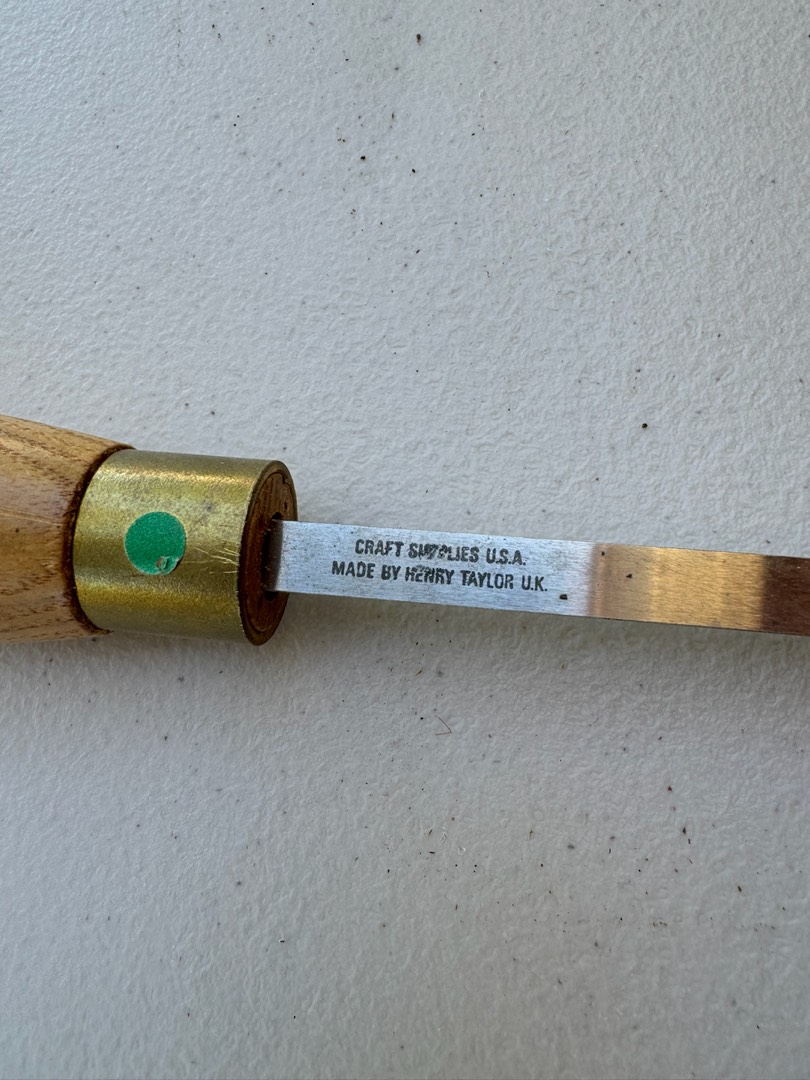 CRAFT SUPPLIES U.S.A.
MADE BY HENRY TAYLOR U.K.